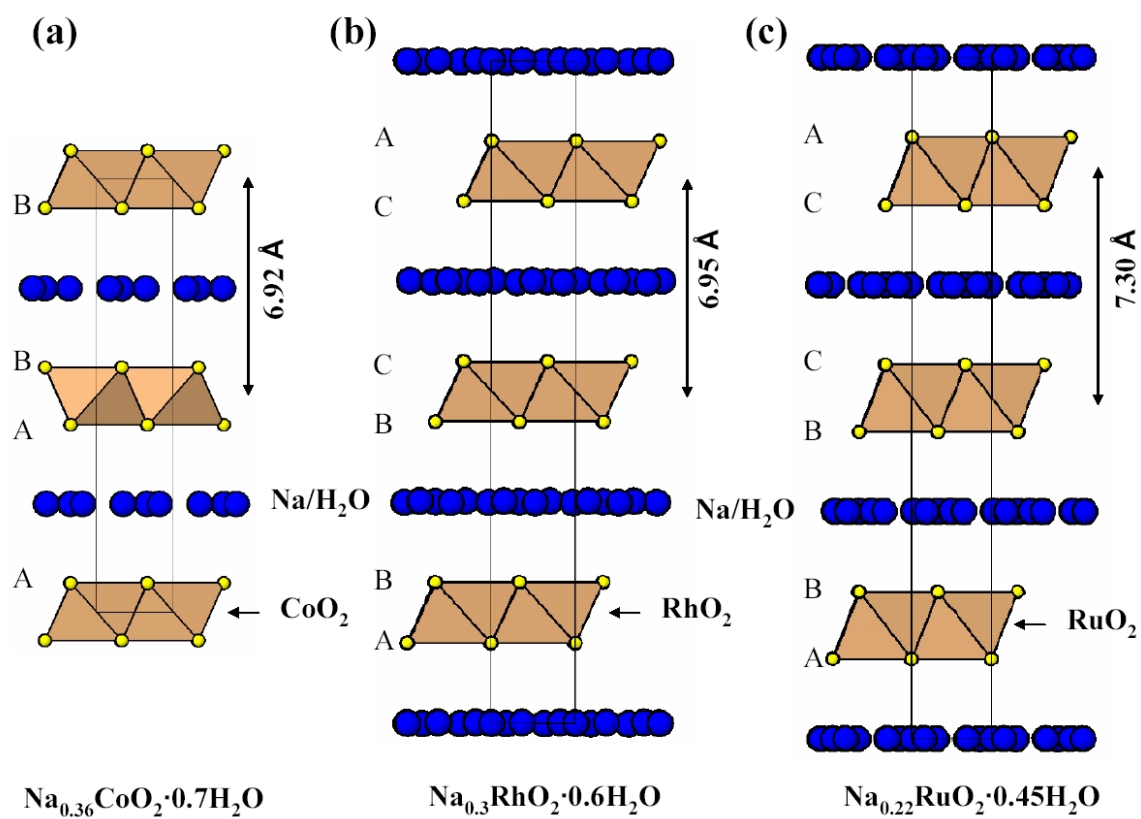 (a)
(b)
(c)
A
A
C
C
B
6.92 Å
6.95 Å
7.30 Å
B
C
C
A
B
B
Na/H₂O
Na/H₂O
A
B
B
CoO₂
RhO₂
RuO₂
A
A
Na₀.₃₆CoO₂·0.7H₂O
Na₀.₃RhO₂·0.6H₂O
Na₀.₂₂RuO₂·0.45H₂O